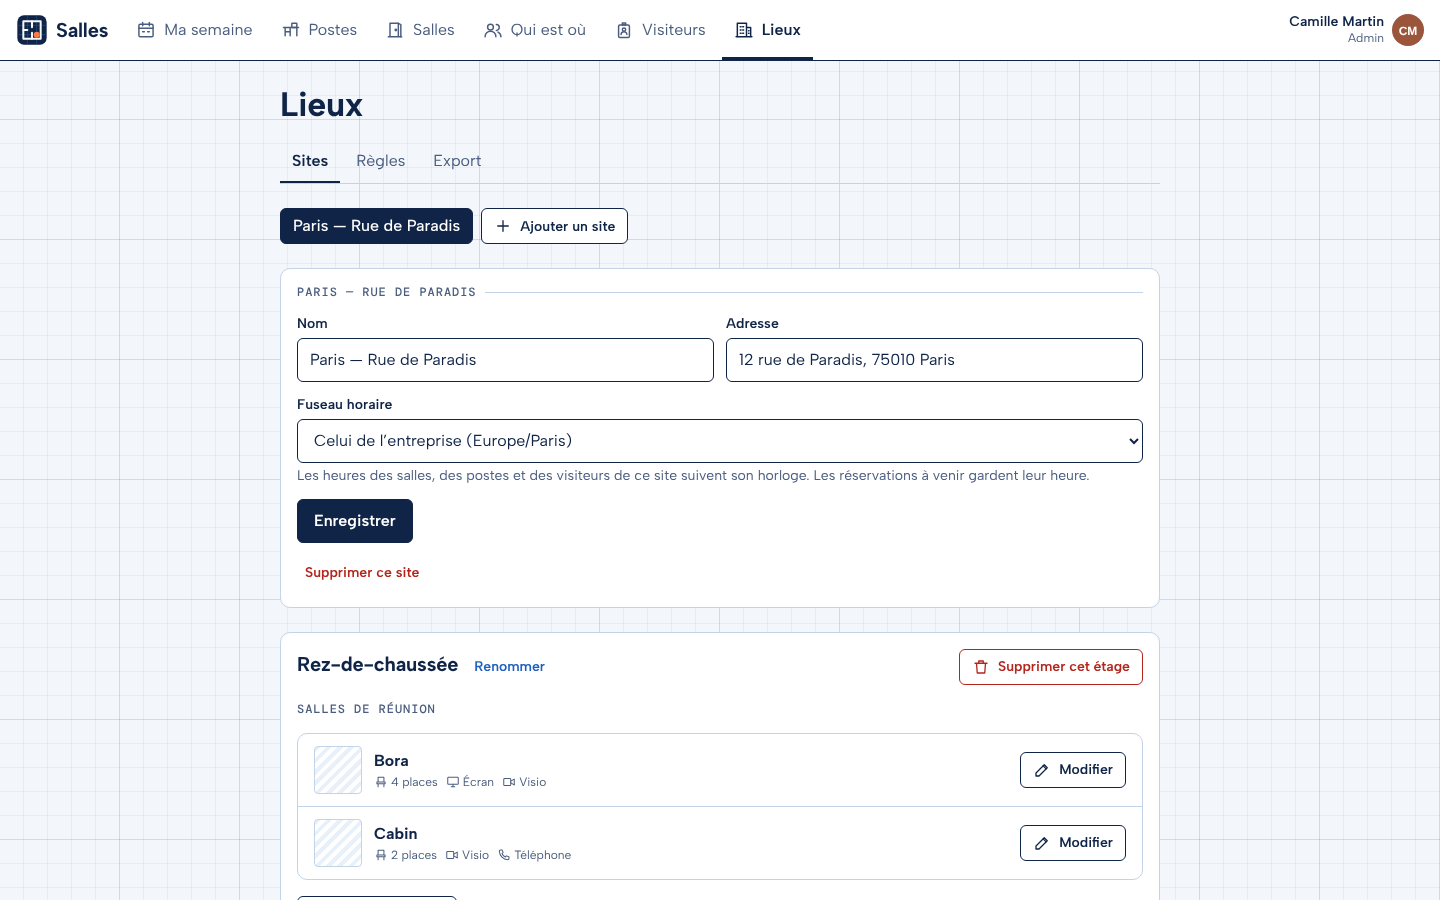 Salles
Ma semaine
Postes
Salles
Qui est où
Visiteurs
Lieux
Camille Martin
Admin
CM
Lieux
Sites
Règles
Export
Paris — Rue de Paradis
Ajouter un site
PARIS — RUE DE PARADIS
Nom
Adresse
Paris — Rue de Paradis
12 rue de Paradis, 75010 Paris
Fuseau horaire
Celui de l'entreprise (Europe/Paris)
Les heures des salles, des postes et des visiteurs de ce site suivent son horloge. Les réservations à venir gardent leur heure.
Enregistrer
Supprimer ce site
Rez-de-chaussée
Renommer
Supprimer cet étage
SALLES DE RÉUNION
Bora
4 places
Écran
Visio
Modifier
Cabin
2 places
Visio
Téléphone
Modifier